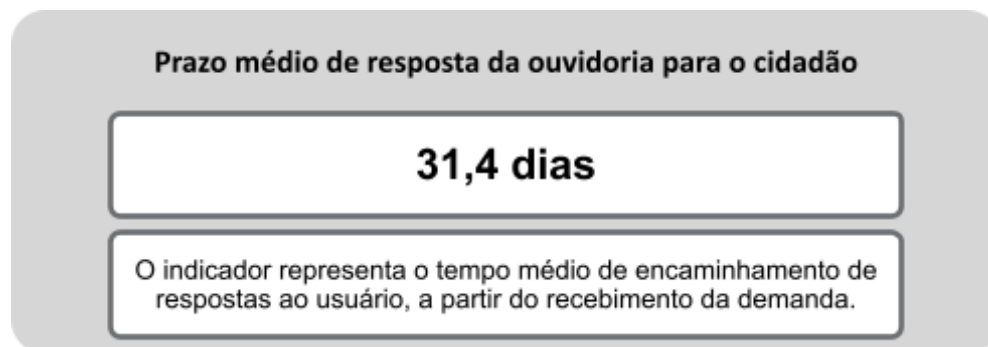 Prazo médio de resposta da ouvidoria para o cidadão
31,4 dias
O indicador representa o tempo médio de encaminhamento de
respostas ao usuário, a partir do recebimento da demanda.